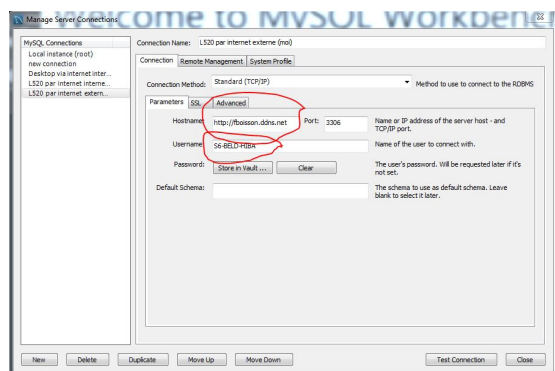 Manage Server Connections
Welcome to MySQL Workbench
MySQL Connections
Local instance (root)
new connection
Desktop via internet inter...
L520 par internet interne...
L520 par internet extern...
Connection Name: L520 par internet externe (moi)
Connection Remote Management System Profile
Connection Method: Standard (TCP/IP) Method to use to connect to the RDBMS
Parameters SSL Advanced
Hostname: http://fboisson.ddns.net Port: 3306 Name or IP address of the server host - and
TCP/IP port.
Username: S6-BELD-HIBA Name of the user to connect with.
Password: Store in Vault ... Clear The user's password. Will be requested later if it's
not set.
Default Schema: The schema to use as default schema. Leave
blank to select it later.
New Delete Duplicate Move Up Move Down Test Connection Close